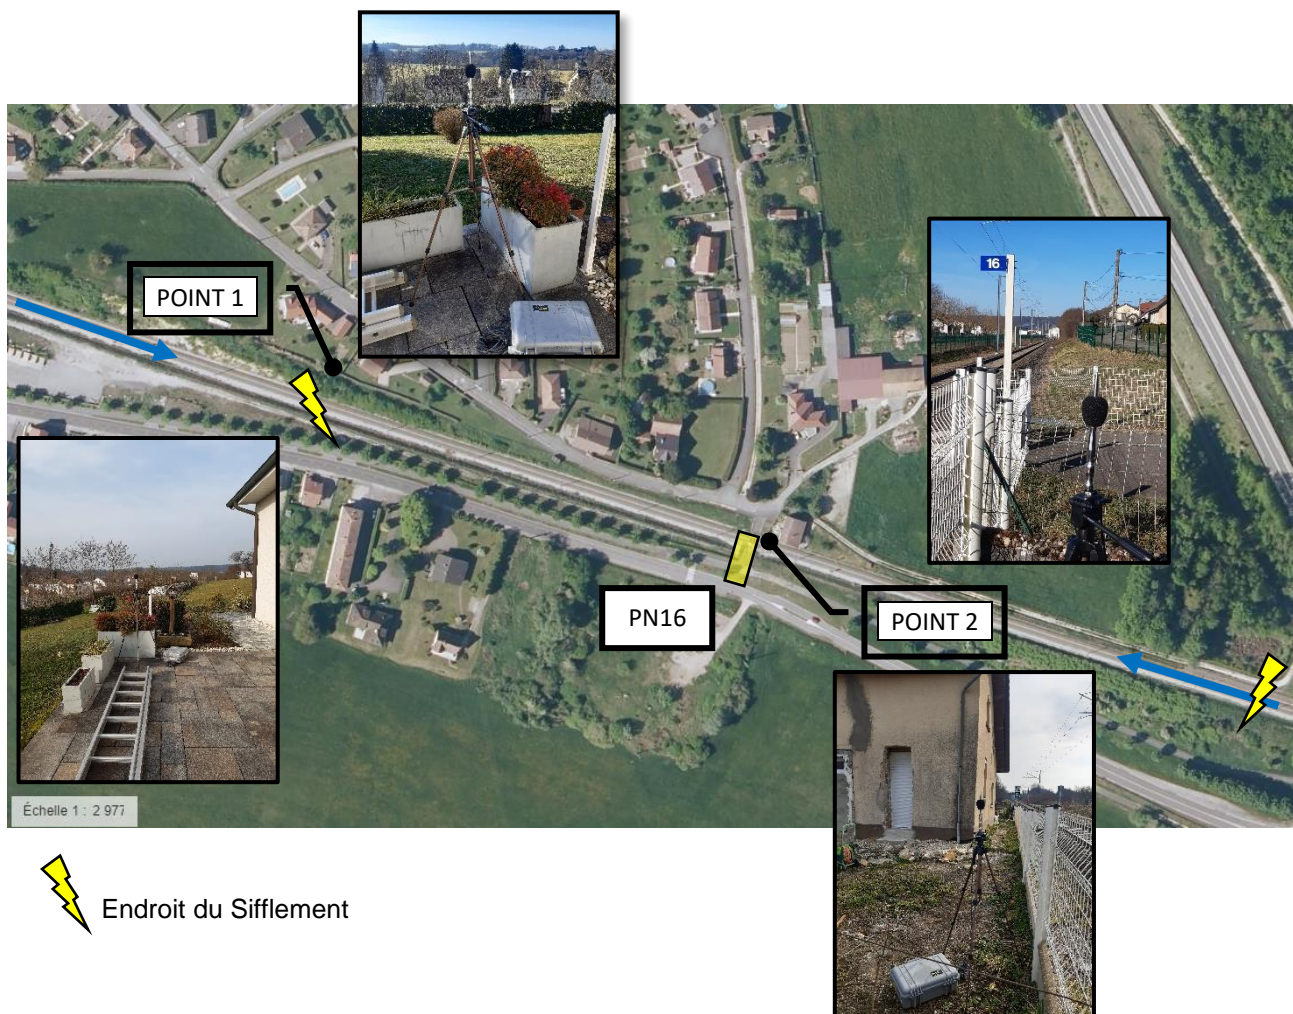 POINT 1
16
PN16
POINT 2
Échelle 1 : 2 977
Endroit du Sifflement